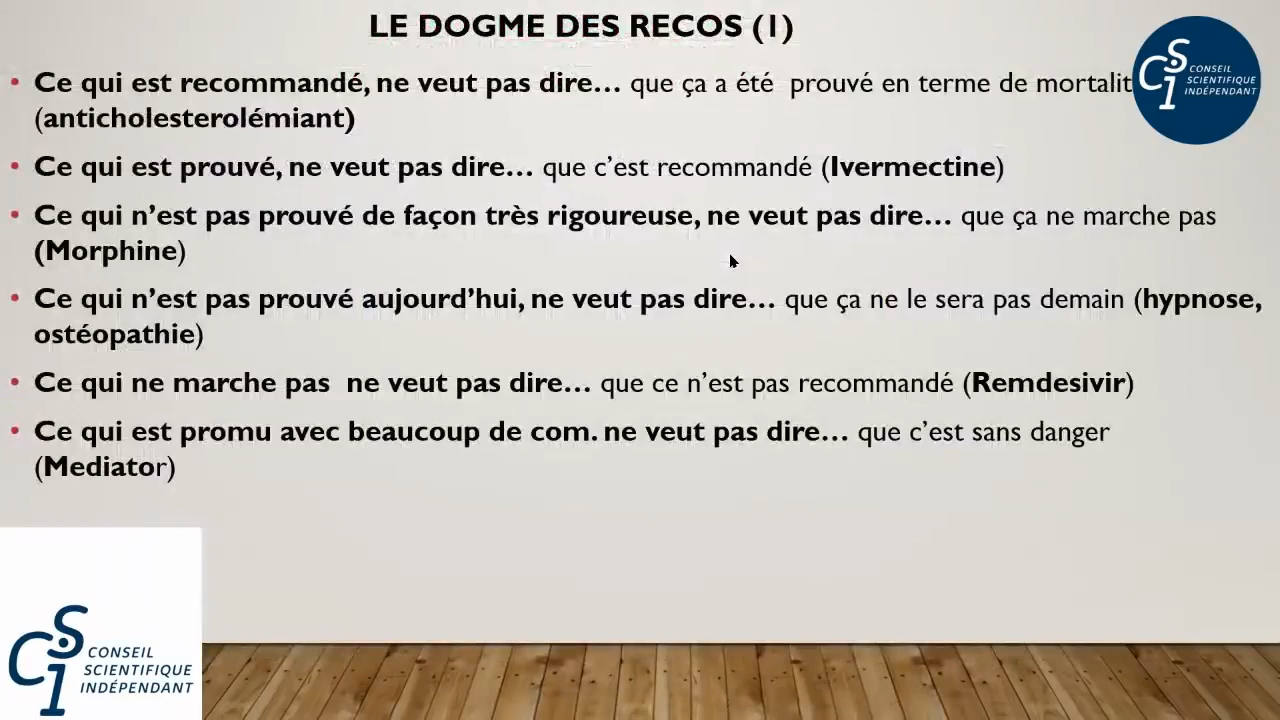 LE DOGME DES RECOS (1)
• Ce qui est recommandé, ne veut pas dire… que ça a été prouvé en terme de mortalit
(anticholesterolémiant)
• Ce qui est prouvé, ne veut pas dire… que c’est recommandé (Ivermectine)
• Ce qui n’est pas prouvé de façon très rigoureuse, ne veut pas dire… que ça ne marche pas
(Morphine)
• Ce qui n’est pas prouvé aujourd’hui, ne veut pas dire… que ça ne le sera pas demain (hypnose,
ostéopathie)
• Ce qui ne marche pas ne veut pas dire… que ce n’est pas recommandé (Remdesivir)
• Ce qui est promu avec beaucoup de com. ne veut pas dire… que c’est sans danger
(Mediator)
CSI
CONSEIL
SCIENTIFIQUE
INDÉPENDANT
CSI
CONSEIL
SCIENTIFIQUE
INDÉPENDANT